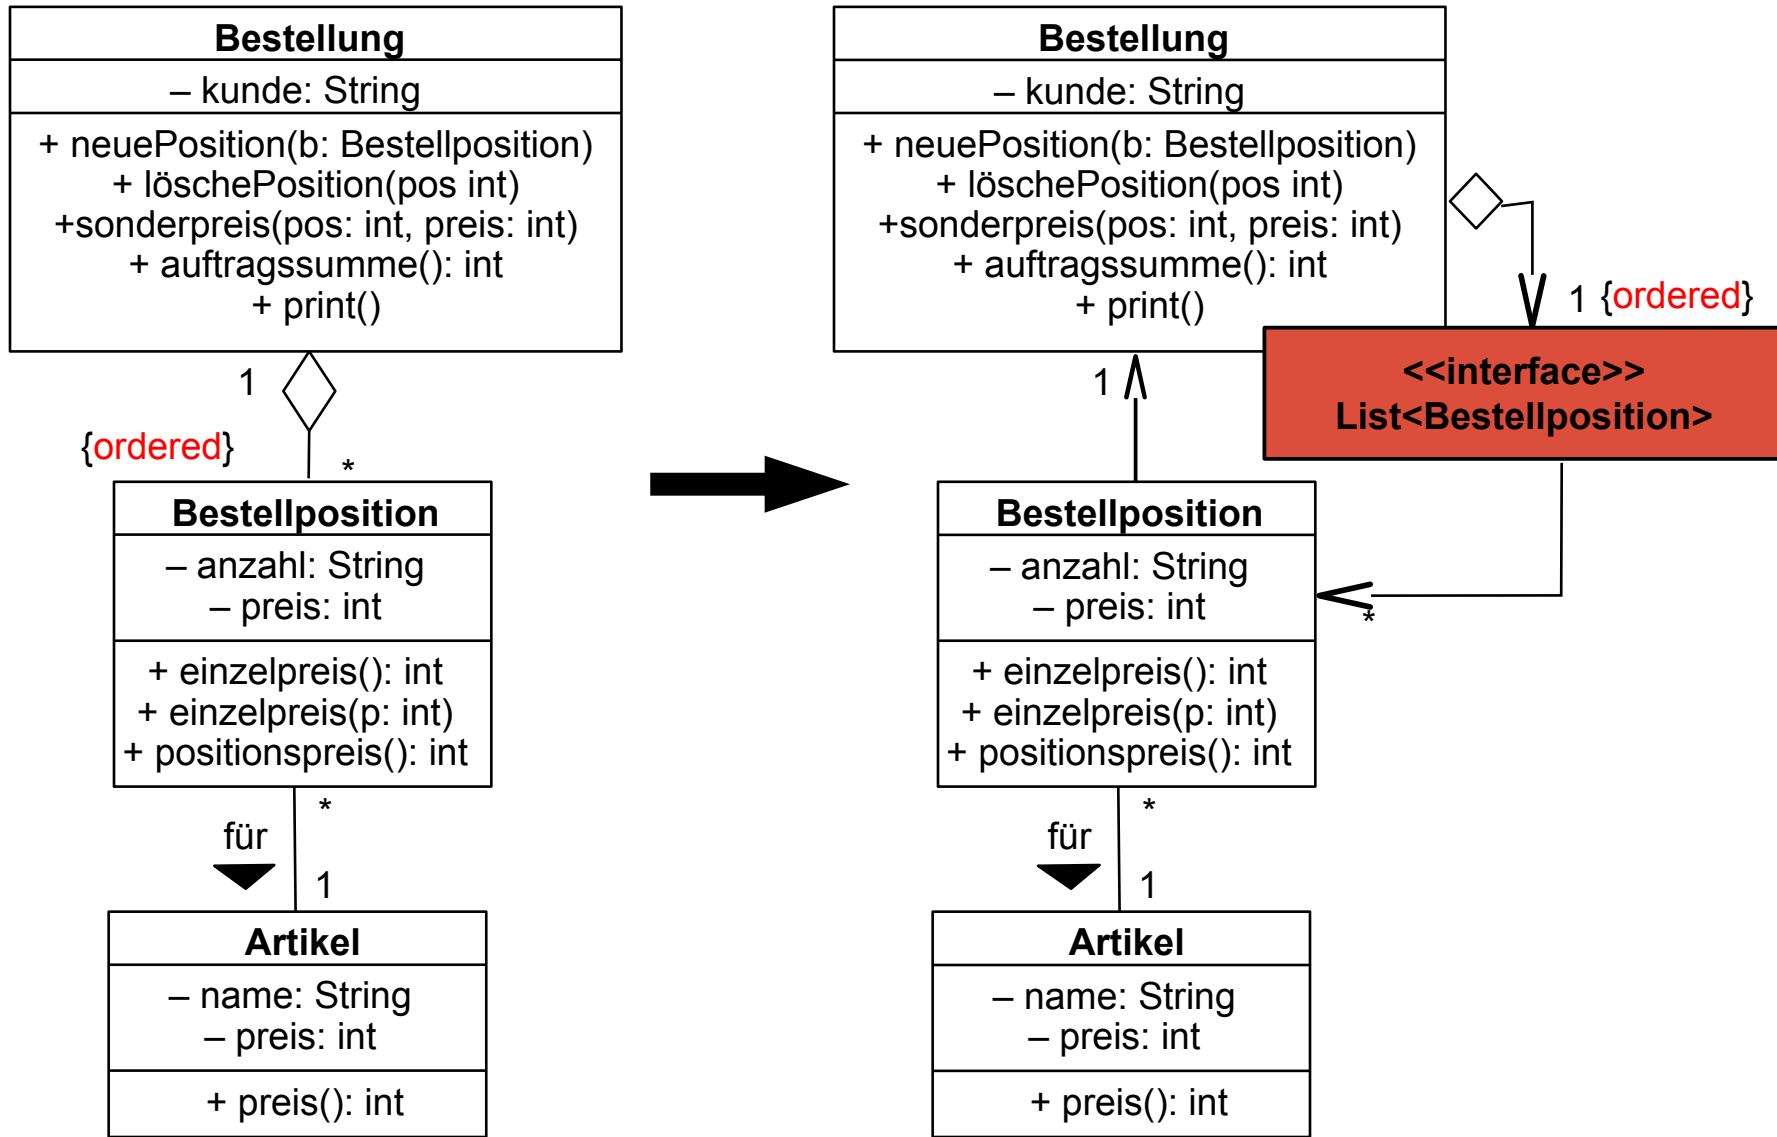 Bestellung
– kunde: String
+ neuePosition(b: Bestellposition)
+ löschePosition(pos int)
+sonderpreis(pos: int, preis: int)
+ auftragssumme(): int
+ print()
1
{ordered}
*
Bestellposition
– anzahl: String
– preis: int
+ einzelpreis(): int
+ einzelpreis(p: int)
+ positionspreis(): int
*
für
1
Artikel
– name: String
– preis: int
+ preis(): int
Bestellung
– kunde: String
+ neuePosition(b: Bestellposition)
+ löschePosition(pos int)
+sonderpreis(pos: int, preis: int)
+ auftragssumme(): int
+ print()
1 {ordered}
<<interface>>
List<Bestellposition>
1
*
Bestellposition
– anzahl: String
– preis: int
+ einzelpreis(): int
+ einzelpreis(p: int)
+ positionspreis(): int
*
für
1
Artikel
– name: String
– preis: int
+ preis(): int